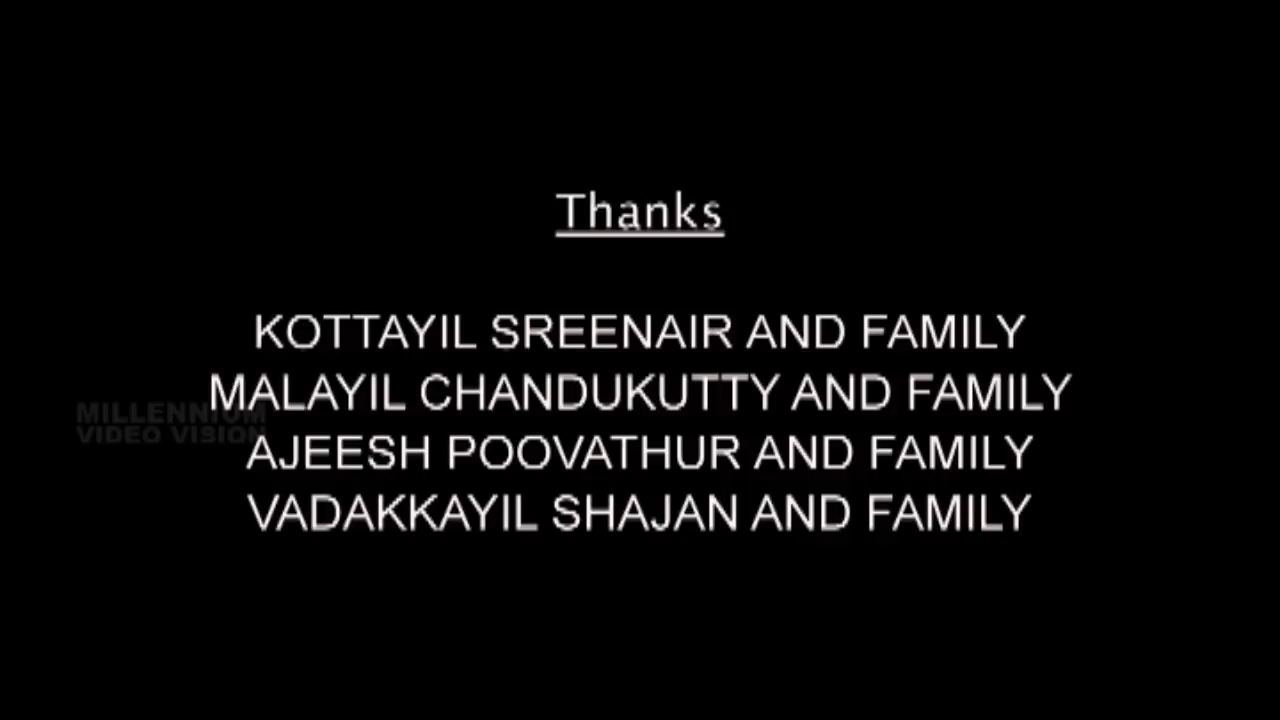 Thanks
KOTTAYIL SREENAIR AND FAMILY
MALAYIL CHANDUKUTTY AND FAMILY
MILLENNIUM
VIDEO VISION
AJEESH POOVATHUR AND FAMILY
VADAKKAYIL SHAJAN AND FAMILY